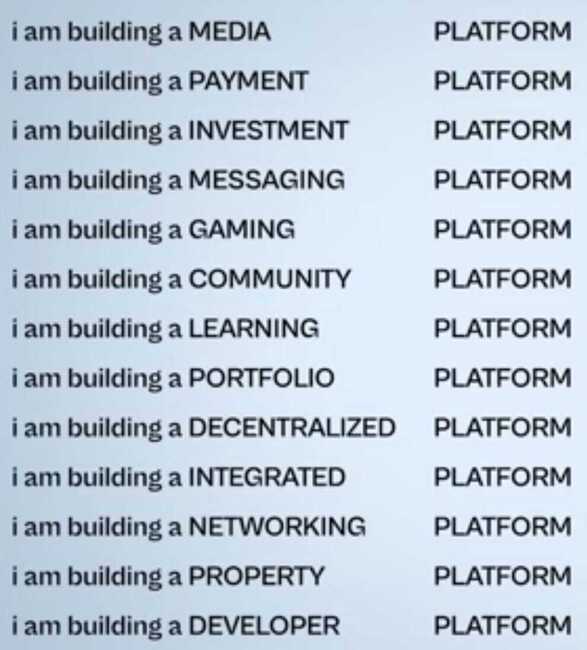 i am building a MEDIA PLATFORM
i am building a PAYMENT PLATFORM
i am building a INVESTMENT PLATFORM
i am building a MESSAGING PLATFORM
i am building a GAMING PLATFORM
i am building a COMMUNITY PLATFORM
i am building a LEARNING PLATFORM
i am building a PORTFOLIO PLATFORM
i am building a DECENTRALIZED PLATFORM
i am building a INTEGRATED PLATFORM
i am building a NETWORKING PLATFORM
i am building a PROPERTY PLATFORM
i am building a DEVELOPER PLATFORM